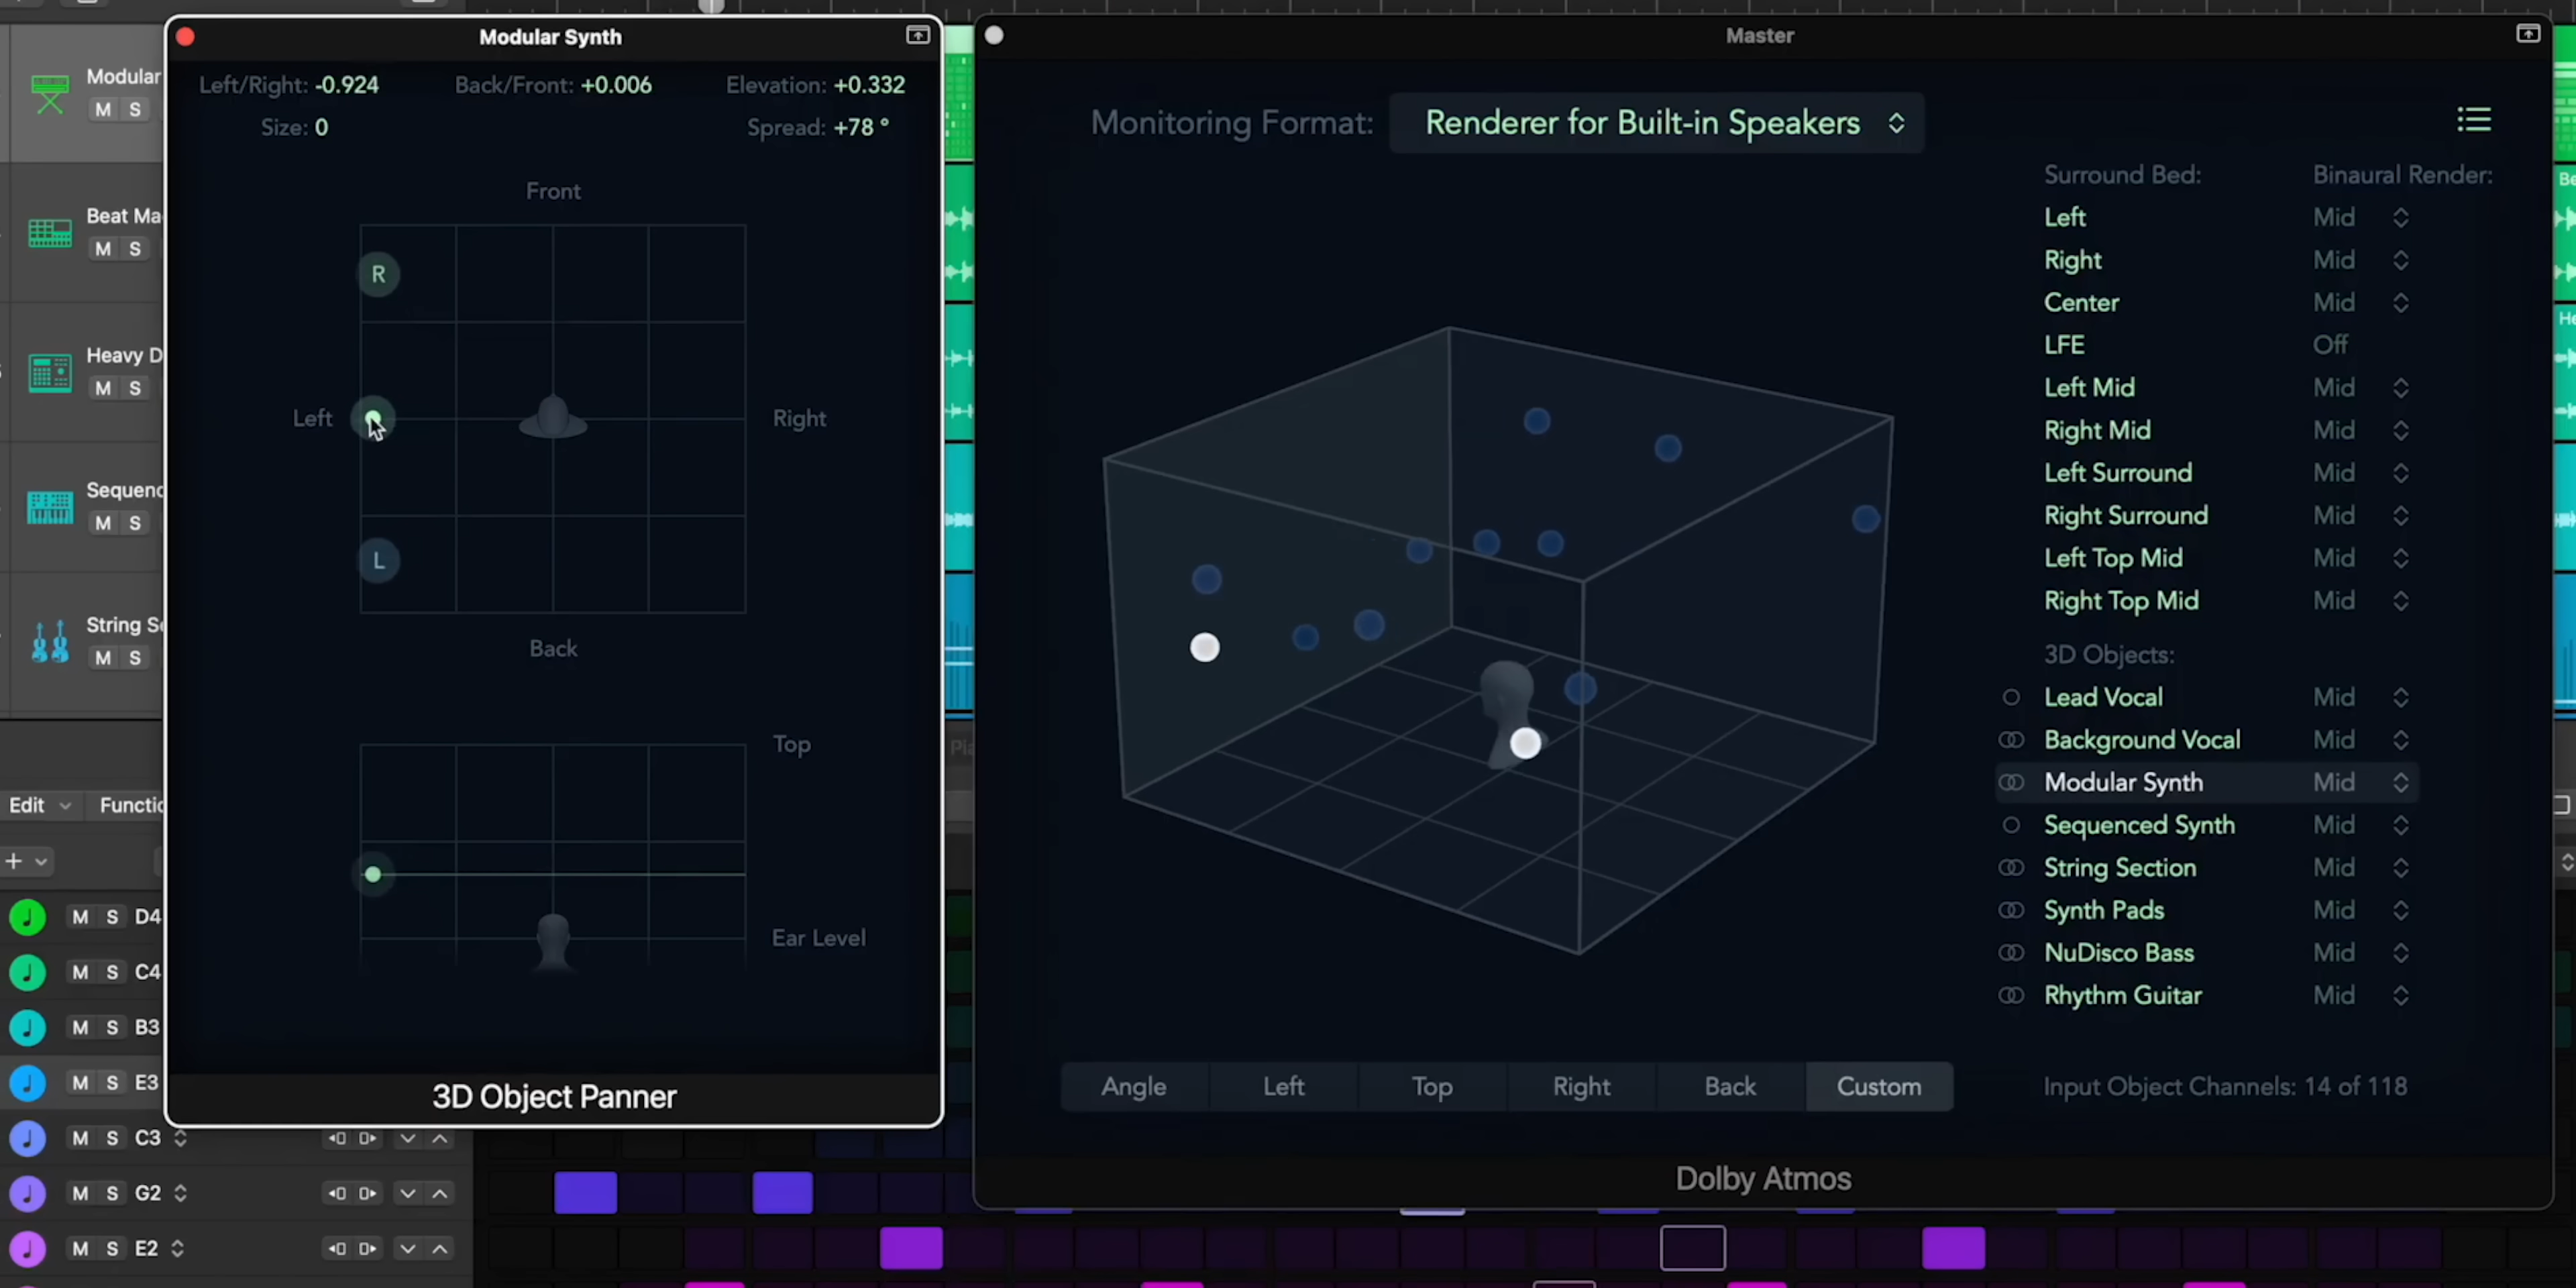 Modular Synth
Left/Right: -0.924 Back/Front: +0.006 Elevation: +0.332
Size: 0 Spread: +78 °
Front
R
Left Right
L
Back
Top
Ear Level
3D Object Panner
Master
Monitoring Format: Renderer for Built-in Speakers
Surround Bed: Binaural Render:
Left Mid
Right Mid
Center Mid
LFE Off
Left Mid Mid
Right Mid Mid
Left Surround Mid
Right Surround Mid
Left Top Mid Mid
Right Top Mid Mid
3D Objects:
Lead Vocal Mid
Background Vocal Mid
Modular Synth Mid
Sequenced Synth Mid
String Section Mid
Synth Pads Mid
NuDisco Bass Mid
Rhythm Guitar Mid
Angle Left Top Right Back Custom
Input Object Channels: 14 of 118
Dolby Atmos
Modular
M S
Beat Ma
M S
Heavy D
M S
Sequenc
M S
String Se
M S
Edit Functio
+
M S D4
M S C4
M S B3
M S E3
M S C3
M S G2
M S E2